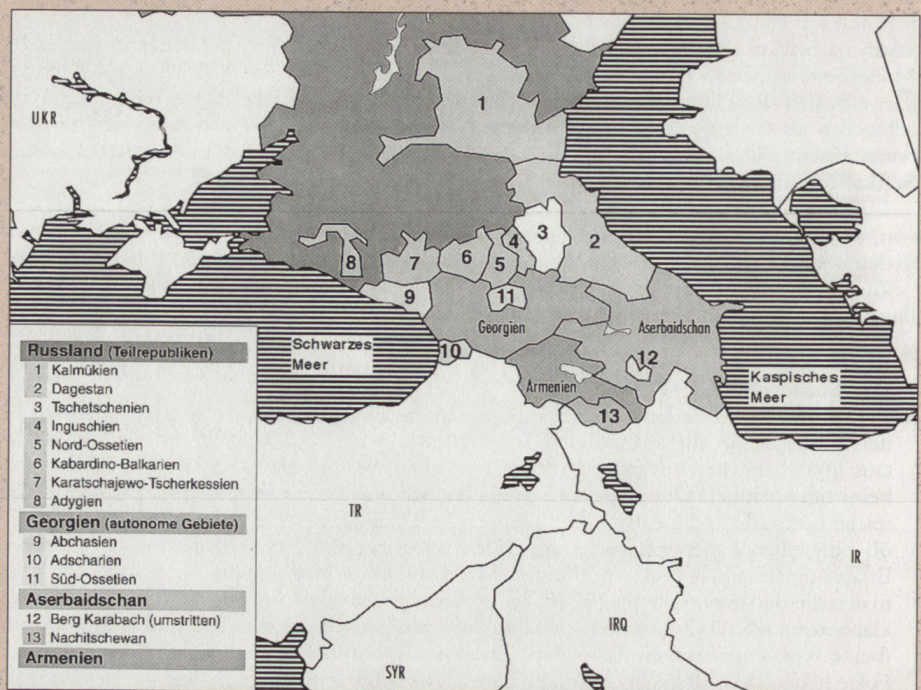 UKR
1
2
3
4
5
6
7
8
9
10
11
12
13
Georgien
Aserbaidschan
Armenien
Schwarzes
Meer
Kaspisches
Meer
TR
SYR
IRQ
IR
Russland (Teilrepubliken)
1 Kalmükien
2 Dagestan
3 Tschetschenien
4 Inguschien
5 Nord-Ossetien
6 Kabardino-Balkarien
7 Karatschajewo-Tscherkessien
8 Adygien
Georgien (autonome Gebiete)
9 Abchasien
10 Adscharien
11 Süd-Ossetien
Aserbaidschan
12 Berg Karabach (umstritten)
13 Nachitschewan
Armenien